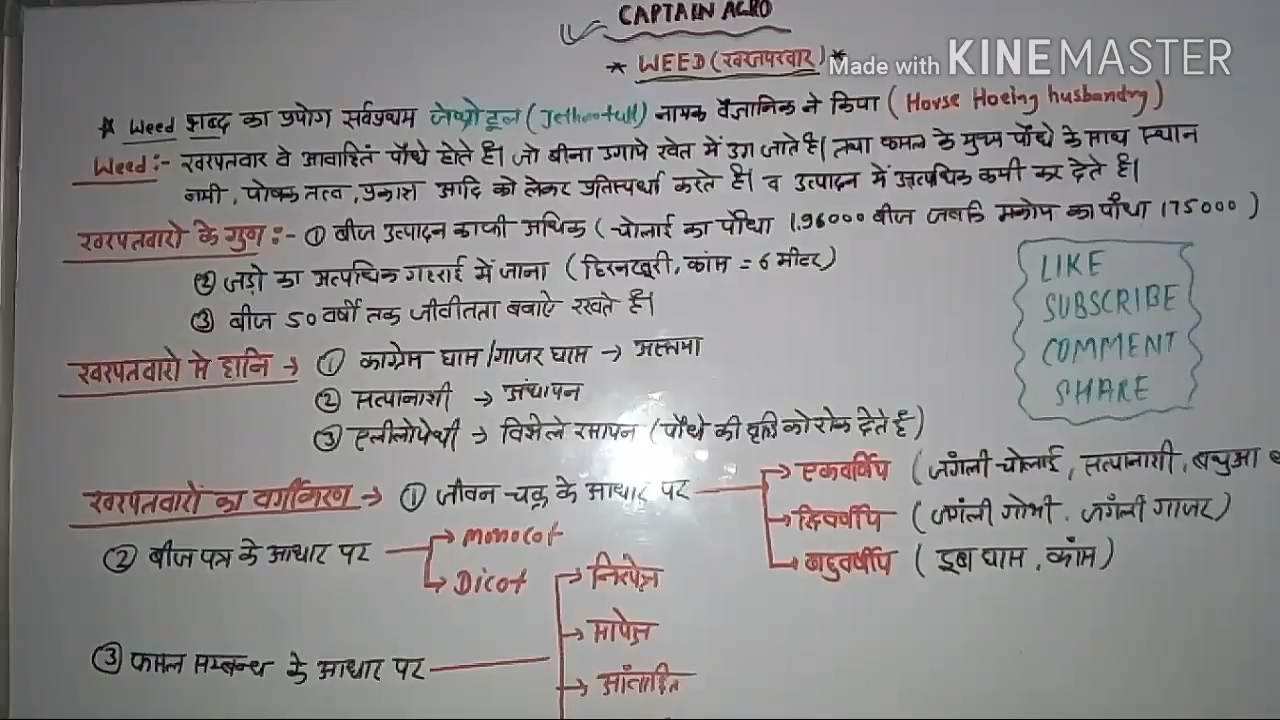 CAPTAIN AGRO
* WEED (खरपतवार) *
Made with KINEMASTER
* Weed शब्द का उपोग सर्वप्रथम जेथ्रो टूल (Jethrotull) नामक वैज्ञानिक ने किया (Horse Hoeing husbandry)
Weed :- खरपतवार वे आवाहितं पौधे होते है। जो बीना उगाये खेत में उग जाते है। तथा फसल के मुख्य पौधे के साथ स्थान
नमी, पोषक तत्व, प्रकाश आदि को लेकर प्रतिस्पर्धा करते है। व उत्पादन में अत्यधिक कमी कर देते है।
खरपतवारो के गुण :- ① बीज उत्पादन काफी अधिक (चोलाई का पौधा 1,96000 बीज जबकि मकोय का पौधा 175000)
② जड़ो का अत्यधिक गहराई में जाना (हिरनखूरी, कांस = 6 मीटर)
③ बीज 50 वर्षो तक जीवीतता बनाऐ रखते है।
खरपतवारो से हानि → ① कांग्रेस घास/गाजर घास → अस्थमा
② सत्यानाशी → अंधापन
③ एलीलोपेथी → विषेले रसायन (पौधे की वृद्धि को रोक देते है)
खरपतवारों का वर्गीकरण → ① जीवन चक्र के आधार पर → एकवर्षिय (जंगली चोलाई, सत्यानाशी, बथुआ
→ द्विवर्षीय (जंगली गोभी, जंगली गाजर)
→ बहुवर्षीय (दूब घास, कांस)
② बीज पत्र के आधार पर → Monocot
→ Dicot
③ फसल सम्बन्ध के आधार पर → निरपेक्ष
→ सापेक्ष
→
LIKE
SUBSCRIBE
COMMENT
SHARE